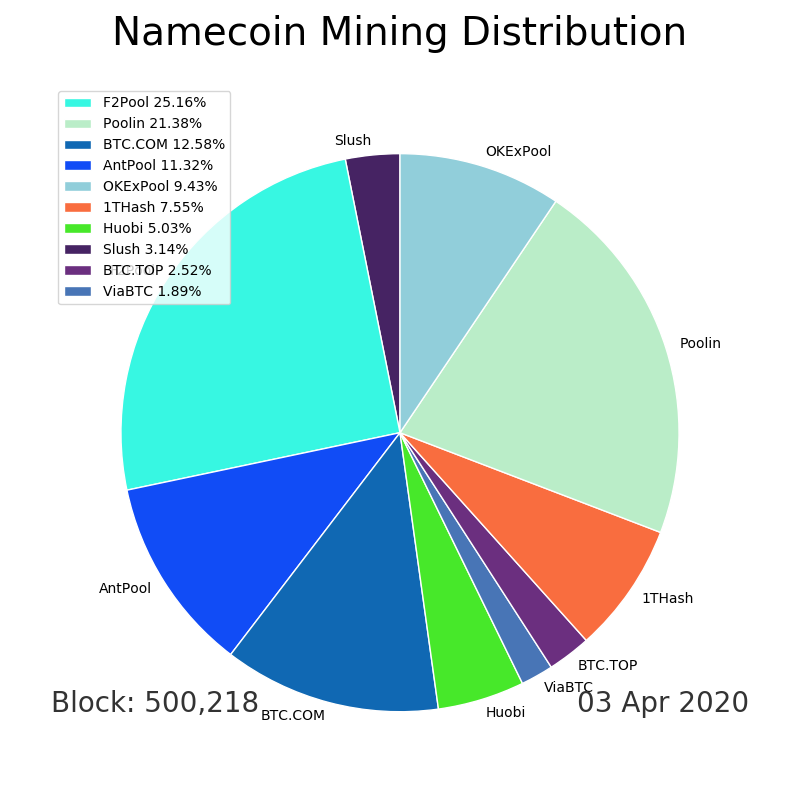 Namecoin Mining Distribution
F2Pool 25.16%
Poolin 21.38%
BTC.COM 12.58%
AntPool 11.32%
OKExPool 9.43%
1THash 7.55%
Huobi 5.03%
Slush 3.14%
BTC.TOP 2.52%
ViaBTC 1.89%
Slush
OKExPool
Poolin
AntPool
1THash
BTC.TOP
ViaBTC
Huobi
BTC.COM
Block: 500,218
03 Apr 2020